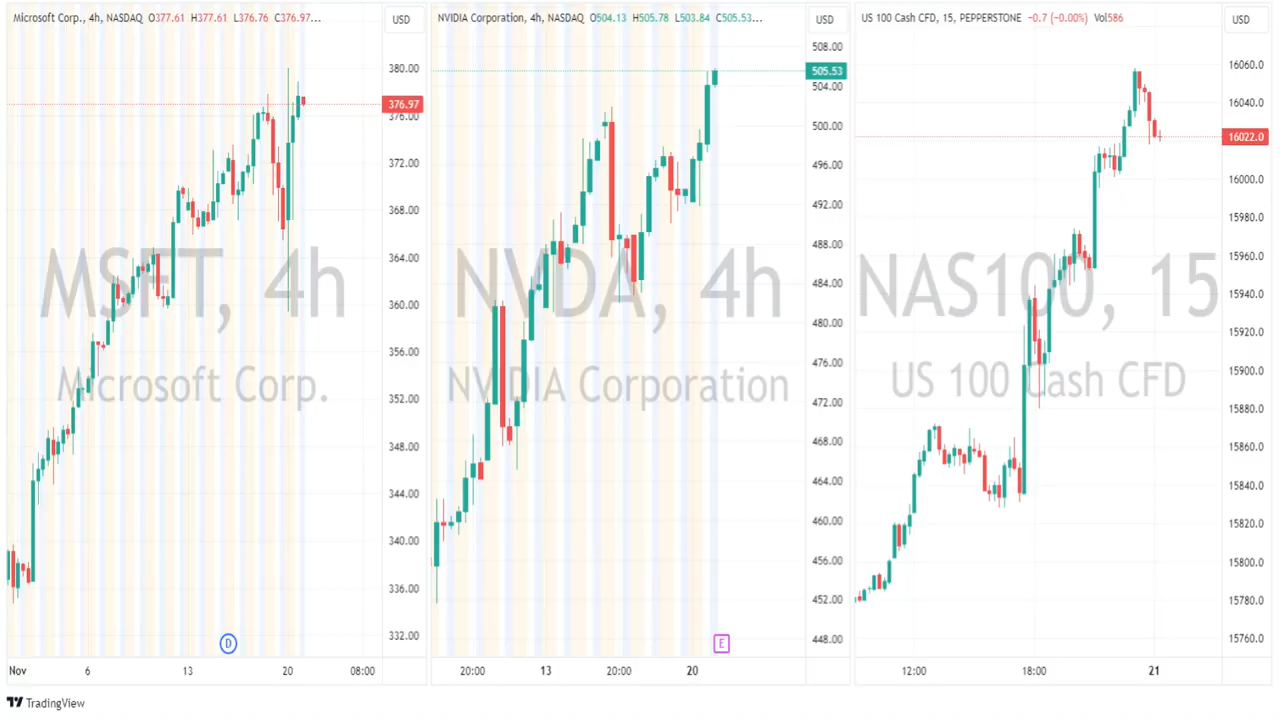 Microsoft Corp., 4h, NASDAQ O377.61 H377.61 L376.76 C376.97...
USD
380.00
376.97
376.00
372.00
368.00
364.00
360.00
356.00
352.00
348.00
344.00
340.00
336.00
332.00
MSFT, 4h
Microsoft Corp.
D
Nov 6 13 20 08:00
NVIDIA Corporation, 4h, NASDAQ O504.13 H505.78 L503.84 C505.53...
USD
508.00
505.53
504.00
500.00
496.00
492.00
488.00
484.00
480.00
476.00
472.00
468.00
464.00
460.00
456.00
452.00
448.00
NVDA, 4h
NVIDIA Corporation
E
20:00 13 20:00 20
US 100 Cash CFD, 15, PEPPERSTONE −0.7 (−0.00%) Vol586
USD
16060.0
16040.0
16022.0
16000.0
15980.0
15960.0
15940.0
15920.0
15900.0
15880.0
15860.0
15840.0
15820.0
15800.0
15780.0
15760.0
NAS100, 15
US 100 Cash CFD
12:00 18:00 21
TradingView